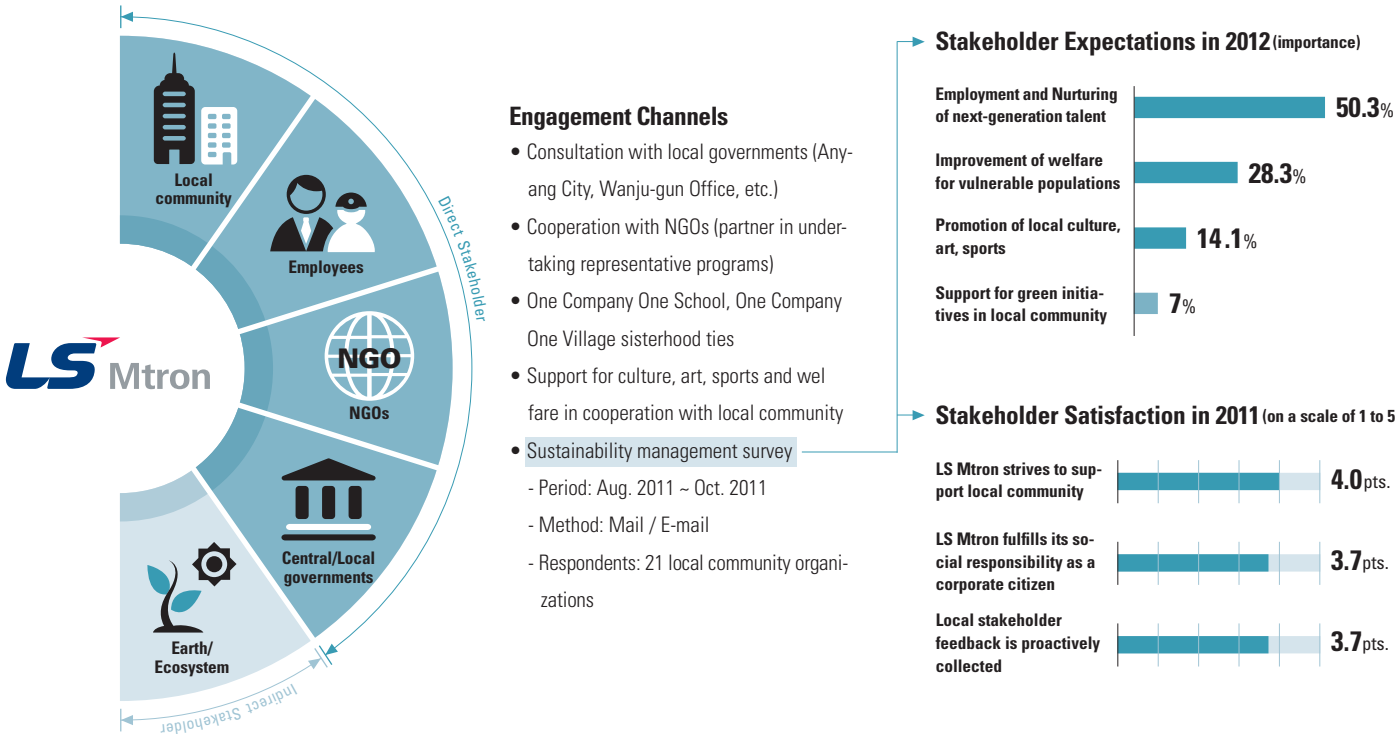 LS Mtron
Local
community
Employees
NGO
NGOs
Central/Local
governments
Earth/
Ecosystem
Direct Stakeholder
Indirect Stakeholder
Engagement Channels
• Consultation with local governments (Any-
ang City, Wanju-gun Office, etc.)
• Cooperation with NGOs (partner in under-
taking representative programs)
• One Company One School, One Company
One Village sisterhood ties
• Support for culture, art, sports and wel
fare in cooperation with local community
• Sustainability management survey
- Period: Aug. 2011 ~ Oct. 2011
- Method: Mail / E-mail
- Respondents: 21 local community organi-
zations
Stakeholder Expectations in 2012 (importance)
Employment and Nurturing
of next-generation talent
50.3%
Improvement of welfare
for vulnerable populations
28.3%
Promotion of local culture,
art, sports
14.1%
Support for green initia-
tives in local community
7%
Stakeholder Satisfaction in 2011 (on a scale of 1 to 5
LS Mtron strives to sup-
port local community
4.0pts.
LS Mtron fulfills its so-
cial responsibility as a
corporate citizen
3.7pts.
Local stakeholder
feedback is proactively
collected
3.7pts.